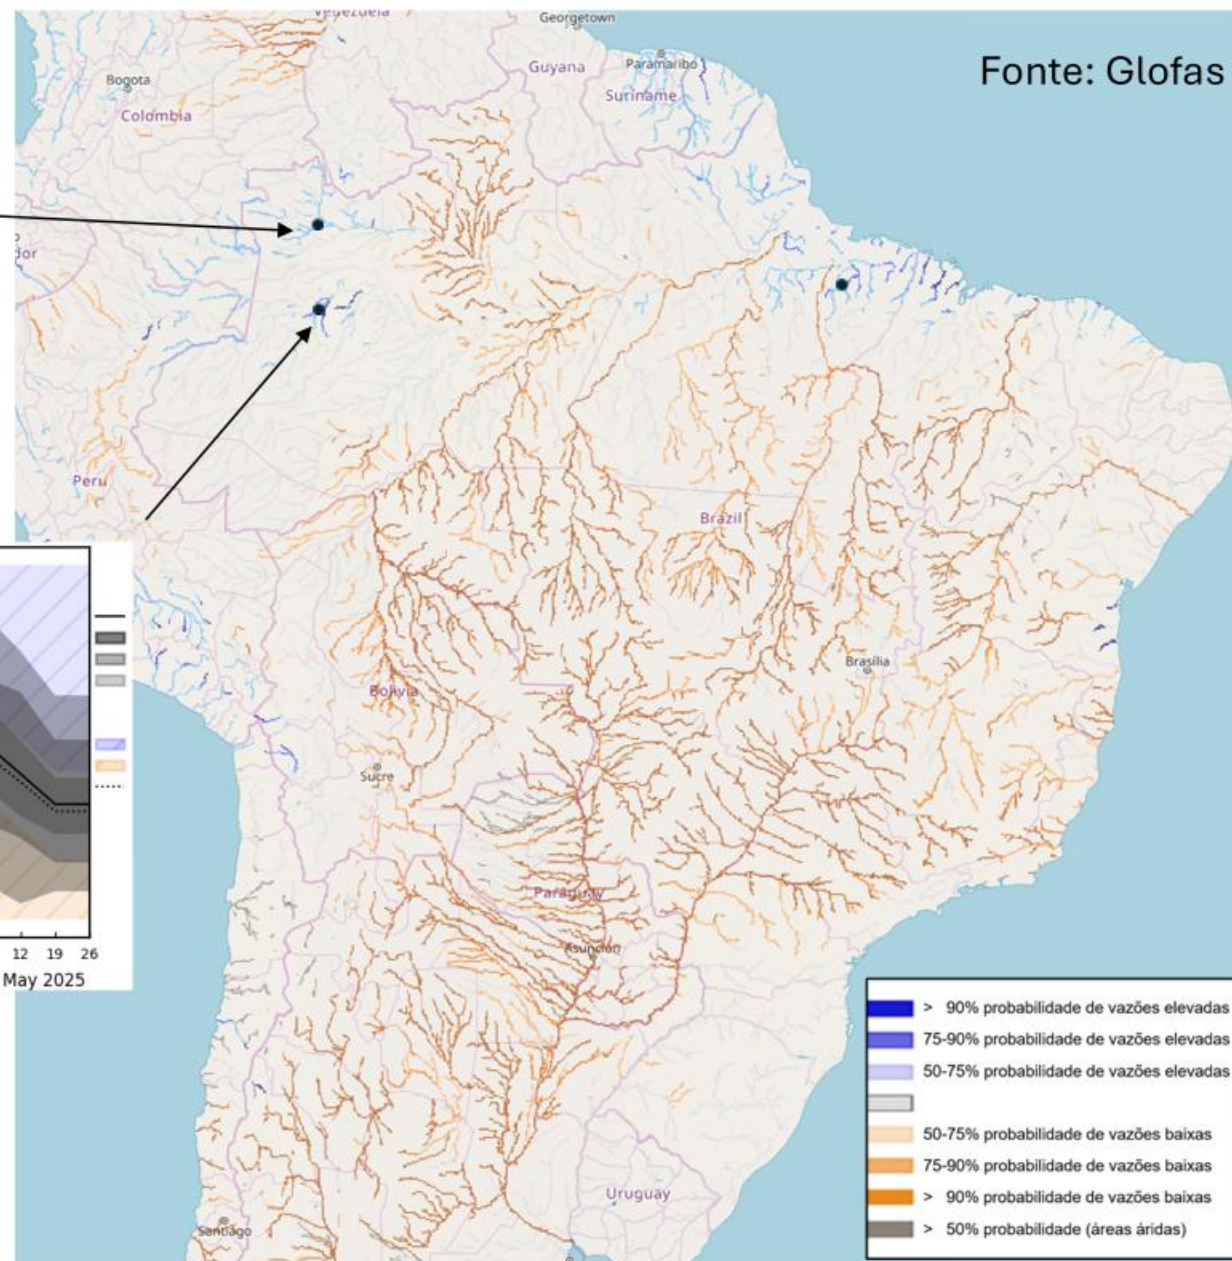 Venezuela
Georgetown
Fonte: Glofas
Paramaribo
Guyana
Bogota
Suriname
Colombia
dor
Peru
Brazil
Brasília
Bolivia
Sucre
Paraguay
Asunción
12 19 26
May 2025
> 90% probabilidade de vazões elevadas
75-90% probabilidade de vazões elevadas
50-75% probabilidade de vazões elevadas
50-75% probabilidade de vazões baixas
75-90% probabilidade de vazões baixas
> 90% probabilidade de vazões baixas
> 50% probabilidade (áreas áridas)
Uruguay
Santiago